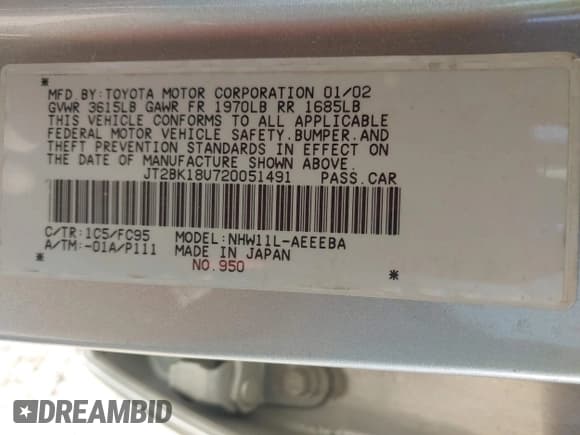 MFD.BY:TOYOTA MOTOR CORPORATION 01/02
GVWR 3615LB GAWR FR 1970LB RR 1685LB
THIS VEHICLE CONFORMS TO ALL APPLICABLE
FEDERAL MOTOR VEHICLE SAFETY.BUMPER.AND
THEFT PREVENTION STANDARDS IN EFFECT ON
THE DATE OF MANUFACTURE SHOWN ABOVE.
JT2BK18U720051491 PASS.CAR
C/TR:1C5/FC95 MODEL:NHW11L-AEEEBA
A/TM:-01A/P111 MADE IN JAPAN
NO.950
DREAMBID